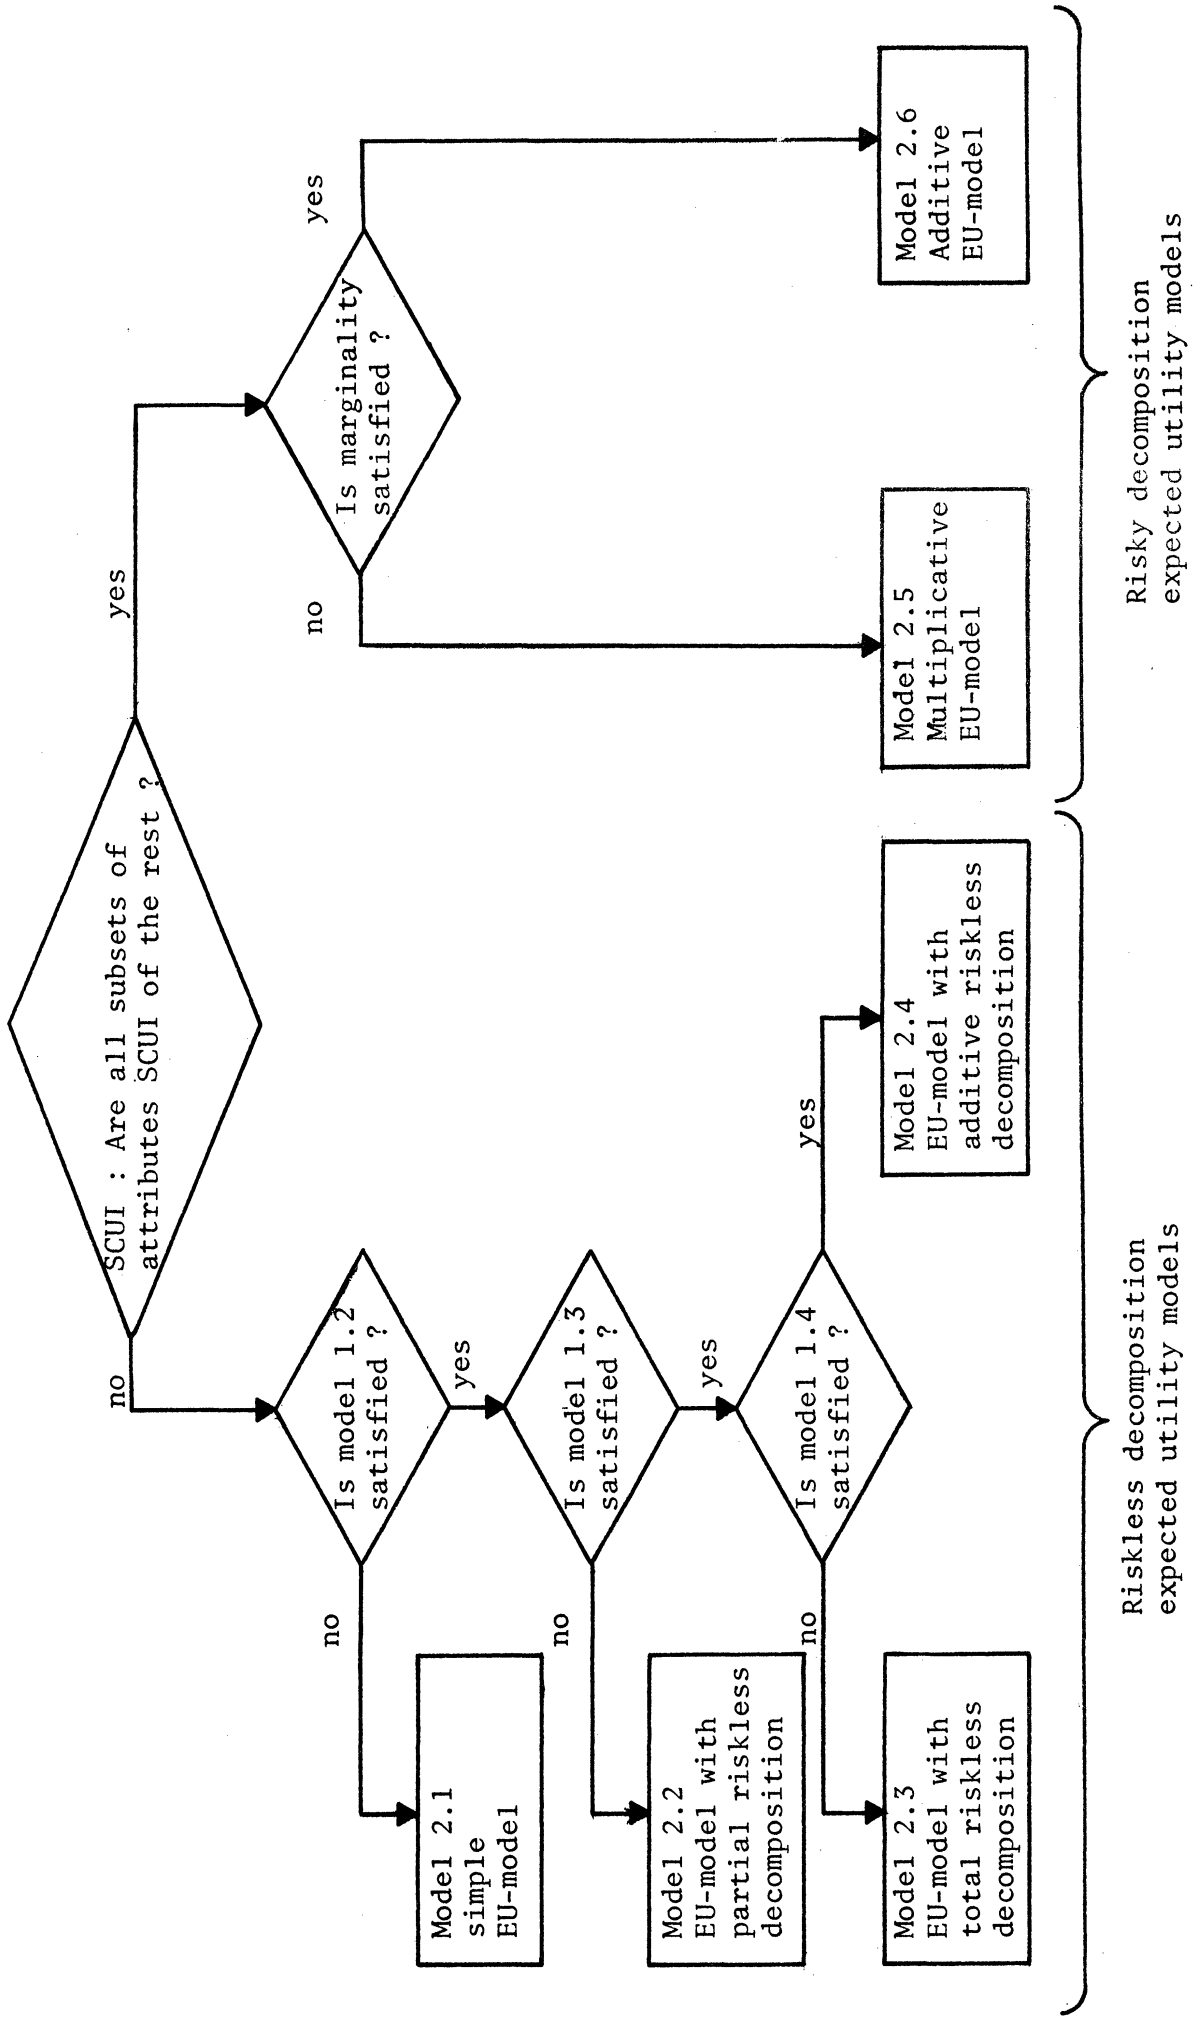 SCUI : Are all subsets of
attributes SCUI of the rest ?
no
yes
Is model 1.2
satisfied ?
Is marginality
satisfied ?
no
yes
no
yes
Model 2.1
simple
EU-model
Is model 1.3
satisfied ?
no
yes
Model 2.2
EU-model with
partial riskless
decomposition
Is model 1.4
satisfied ?
no
yes
Model 2.3
EU-model with
total riskless
decomposition
Model 2.4
EU-model with
additive riskless
decomposition
Model 2.5
Multiplicative
EU-model
Model 2.6
Additive
EU-model
Riskless decomposition
expected utility models
Risky decomposition
expected utility models